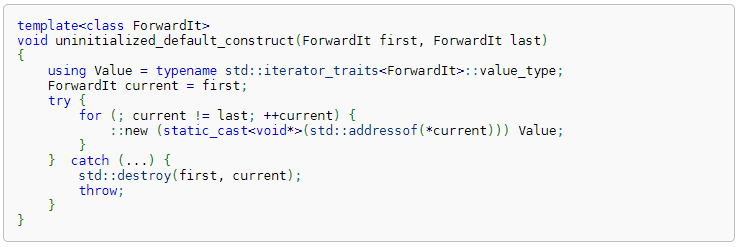 template<class ForwardIt>
void uninitialized_default_construct(ForwardIt first, ForwardIt last)
{
    using Value = typename std::iterator_traits<ForwardIt>::value_type;
    ForwardIt current = first;
    try {
        for (; current != last; ++current) {
            ::new (static_cast<void*>(std::addressof(*current))) Value;
        }
    }  catch (...) {
        std::destroy(first, current);
        throw;
    }
}